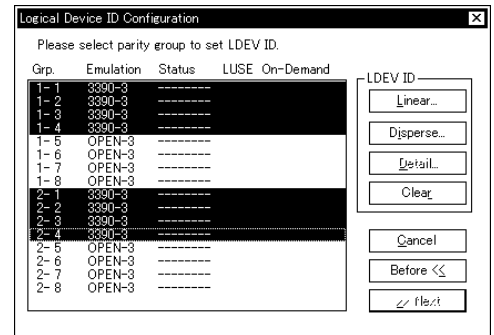 Logical Device ID Configuration
Please select parity group to set LDEV ID.
Grp. Emulation Status LUSE On-Demand
1- 1 3390-3 --------
1- 2 3390-3 --------
1- 3 3390-3 --------
1- 4 3390-3 --------
1- 5 OPEN-3 --------
1- 6 OPEN-3 --------
1- 7 OPEN-3 --------
1- 8 OPEN-3 --------
2- 1 3390-3 --------
2- 2 3390-3 --------
2- 3 3390-3 --------
2- 4 3390-3 --------
2- 5 OPEN-3 --------
2- 6 OPEN-3 --------
2- 7 OPEN-3 --------
2- 8 OPEN-3 --------
LDEV ID
Linear...
Disperse...
Detail...
Clear
Cancel
Before <<
>> Next